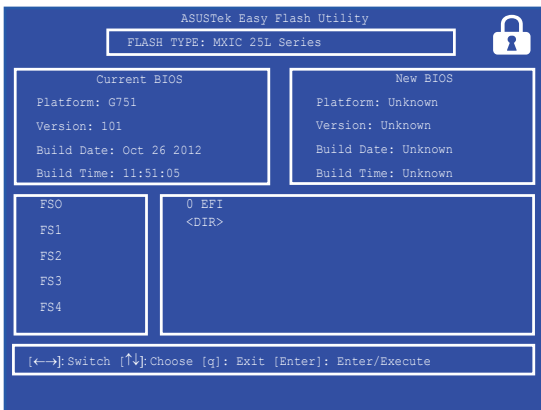 ASUSTek Easy Flash Utility
FLASH TYPE: MXIC 25L Series
Current BIOS
Platform: G751
Version: 101
Build Date: Oct 26 2012
Build Time: 11:51:05
New BIOS
Platform: Unknown
Version: Unknown
Build Date: Unknown
Build Time: Unknown
FSO
FS1
FS2
FS3
FS4
0 EFI
<DIR>
[←→]: Switch [↑↓]: Choose [q]: Exit [Enter]: Enter/Execute